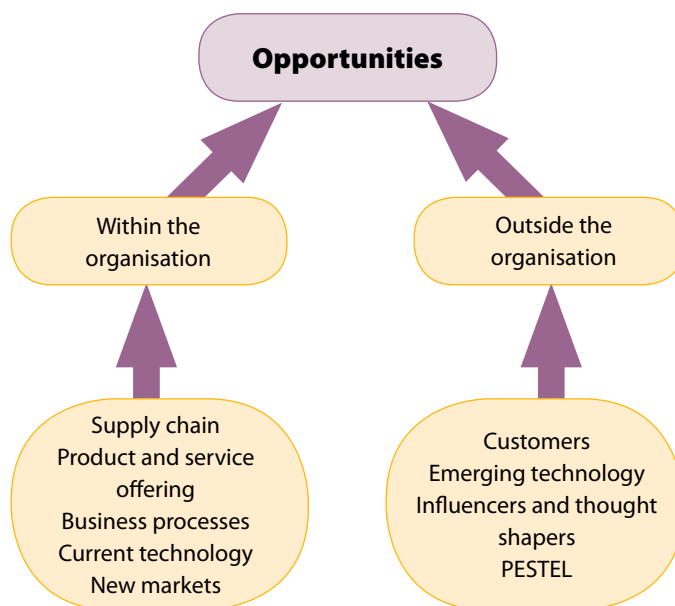 Opportunities
Within the
organisation
Outside the
organisation
Supply chain
Product and service
offering
Business processes
Current technology
New markets
Customers
Emerging technology
Influencers and thought
shapers
PESTEL